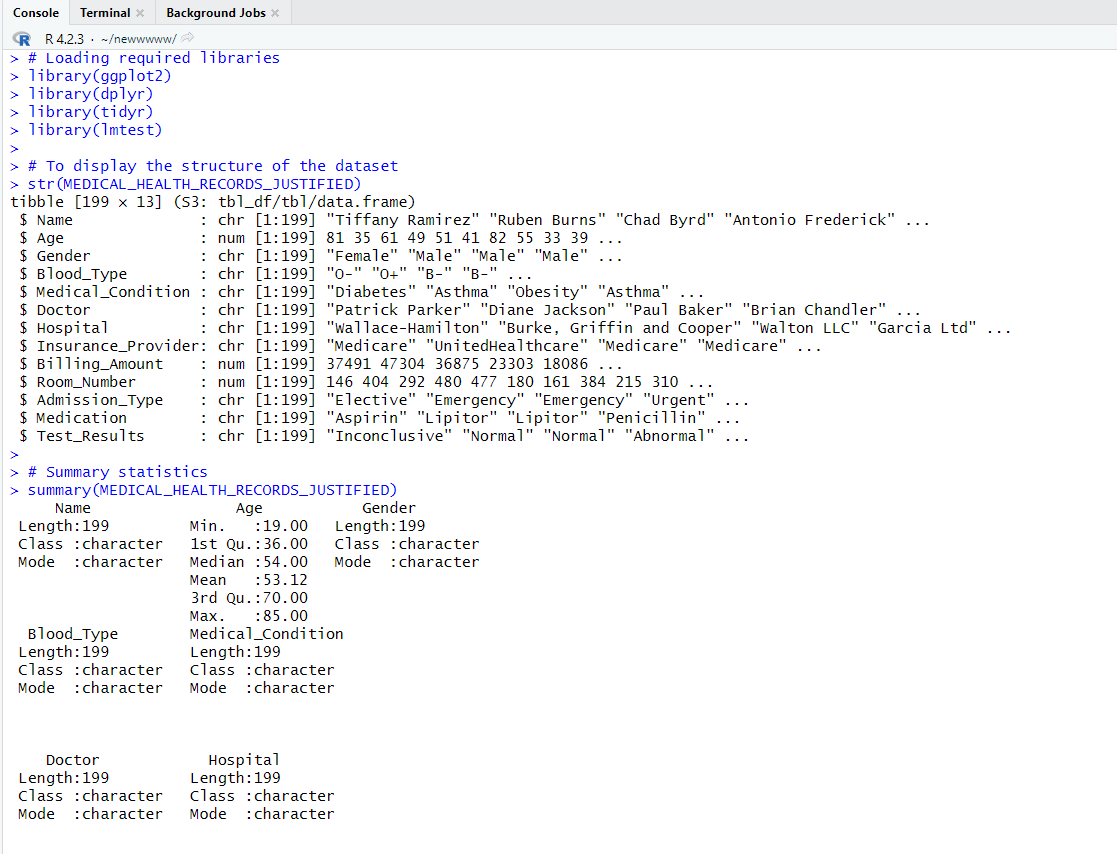 Console Terminal Background Jobs
R 4.2.3 · ~/newwwww/
> # Loading required libraries
> library(ggplot2)
> library(dplyr)
> library(tidyr)
> library(lmtest)
>
> # To display the structure of the dataset
> str(MEDICAL_HEALTH_RECORDS_JUSTIFIED)
tibble [199 × 13] (S3: tbl_df/tbl/data.frame)
 $ Name              : chr [1:199] "Tiffany Ramirez" "Ruben Burns" "Chad Byrd" "Antonio Frederick" ...
 $ Age               : num [1:199] 81 35 61 49 51 41 82 55 33 39 ...
 $ Gender            : chr [1:199] "Female" "Male" "Male" "Male" ...
 $ Blood_Type        : chr [1:199] "O-" "O+" "B-" "B-" ...
 $ Medical_Condition : chr [1:199] "Diabetes" "Asthma" "Obesity" "Asthma" ...
 $ Doctor            : chr [1:199] "Patrick Parker" "Diane Jackson" "Paul Baker" "Brian Chandler" ...
 $ Hospital          : chr [1:199] "Wallace-Hamilton" "Burke, Griffin and Cooper" "Walton LLC" "Garcia Ltd" ...
 $ Insurance_Provider: chr [1:199] "Medicare" "UnitedHealthcare" "Medicare" "Medicare" ...
 $ Billing_Amount    : num [1:199] 37491 47304 36875 23303 18086 ...
 $ Room_Number       : num [1:199] 146 404 292 480 477 180 161 384 215 310 ...
 $ Admission_Type    : chr [1:199] "Elective" "Emergency" "Emergency" "Urgent" ...
 $ Medication        : chr [1:199] "Aspirin" "Lipitor" "Lipitor" "Penicillin" ...
 $ Test_Results      : chr [1:199] "Inconclusive" "Normal" "Normal" "Abnormal" ...
>
> # Summary statistics
> summary(MEDICAL_HEALTH_RECORDS_JUSTIFIED)
     Name                Age           Gender
 Length:199         Min.   :19.00   Length:199
 Class :character   1st Qu.:36.00   Class :character
 Mode  :character   Median :54.00   Mode  :character
                    Mean   :53.12
                    3rd Qu.:70.00
                    Max.   :85.00
  Blood_Type        Medical_Condition
 Length:199         Length:199
 Class :character   Class :character
 Mode  :character   Mode  :character
    Doctor            Hospital
 Length:199         Length:199
 Class :character   Class :character
 Mode  :character   Mode  :character